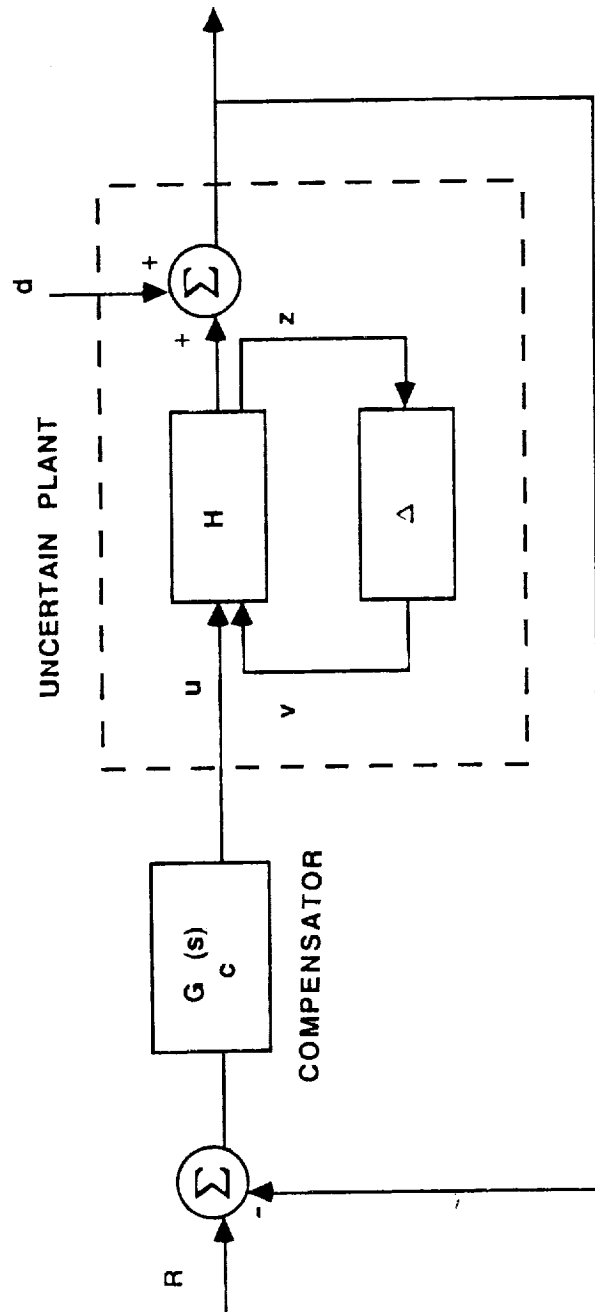 UNCERTAIN PLANT
d
+
+
Σ
H
z
Δ
u
v
G c (s)
COMPENSATOR
Σ
-
R